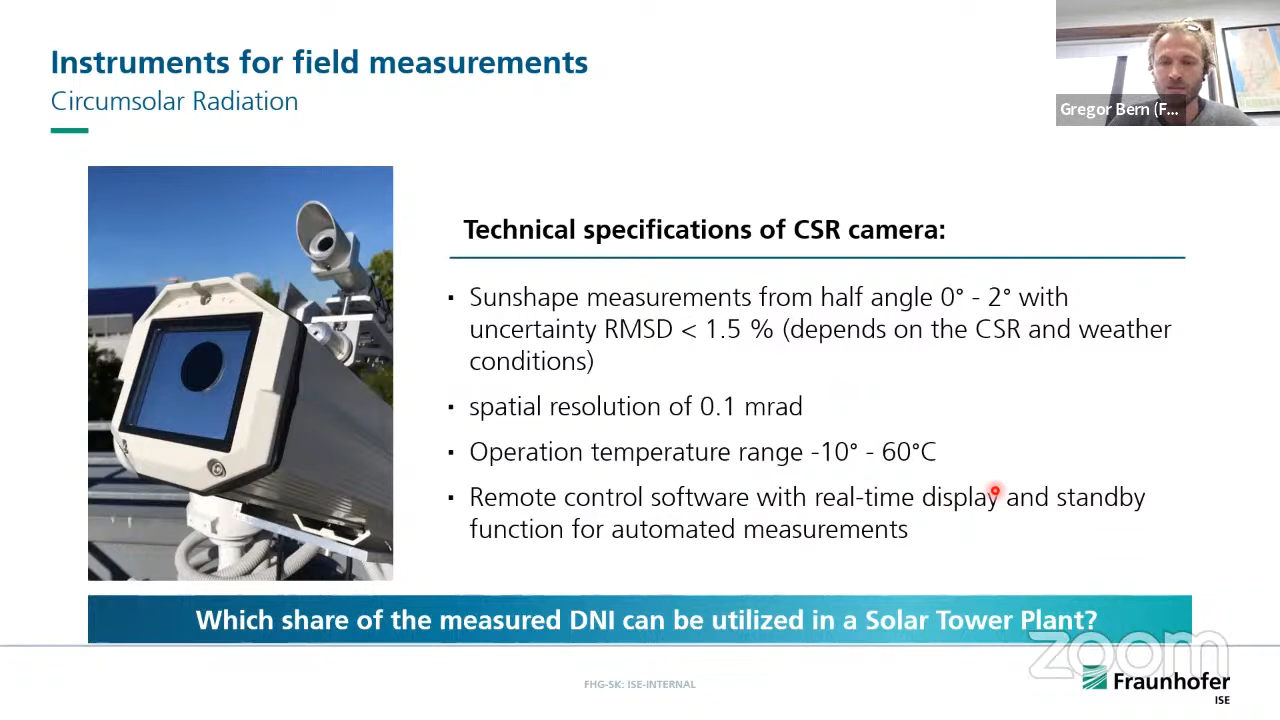 Instruments for field measurements
Circumsolar Radiation
Gregor Bern (F...
Technical specifications of CSR camera:
▪ Sunshape measurements from half angle 0° - 2° with
uncertainty RMSD < 1.5 % (depends on the CSR and weather
conditions)
▪ spatial resolution of 0.1 mrad
▪ Operation temperature range -10° - 60°C
▪ Remote control software with real-time display and standby
function for automated measurements
Which share of the measured DNI can be utilized in a Solar Tower Plant?
zoom
FHG-SK: ISE-INTERNAL
Fraunhofer
ISE